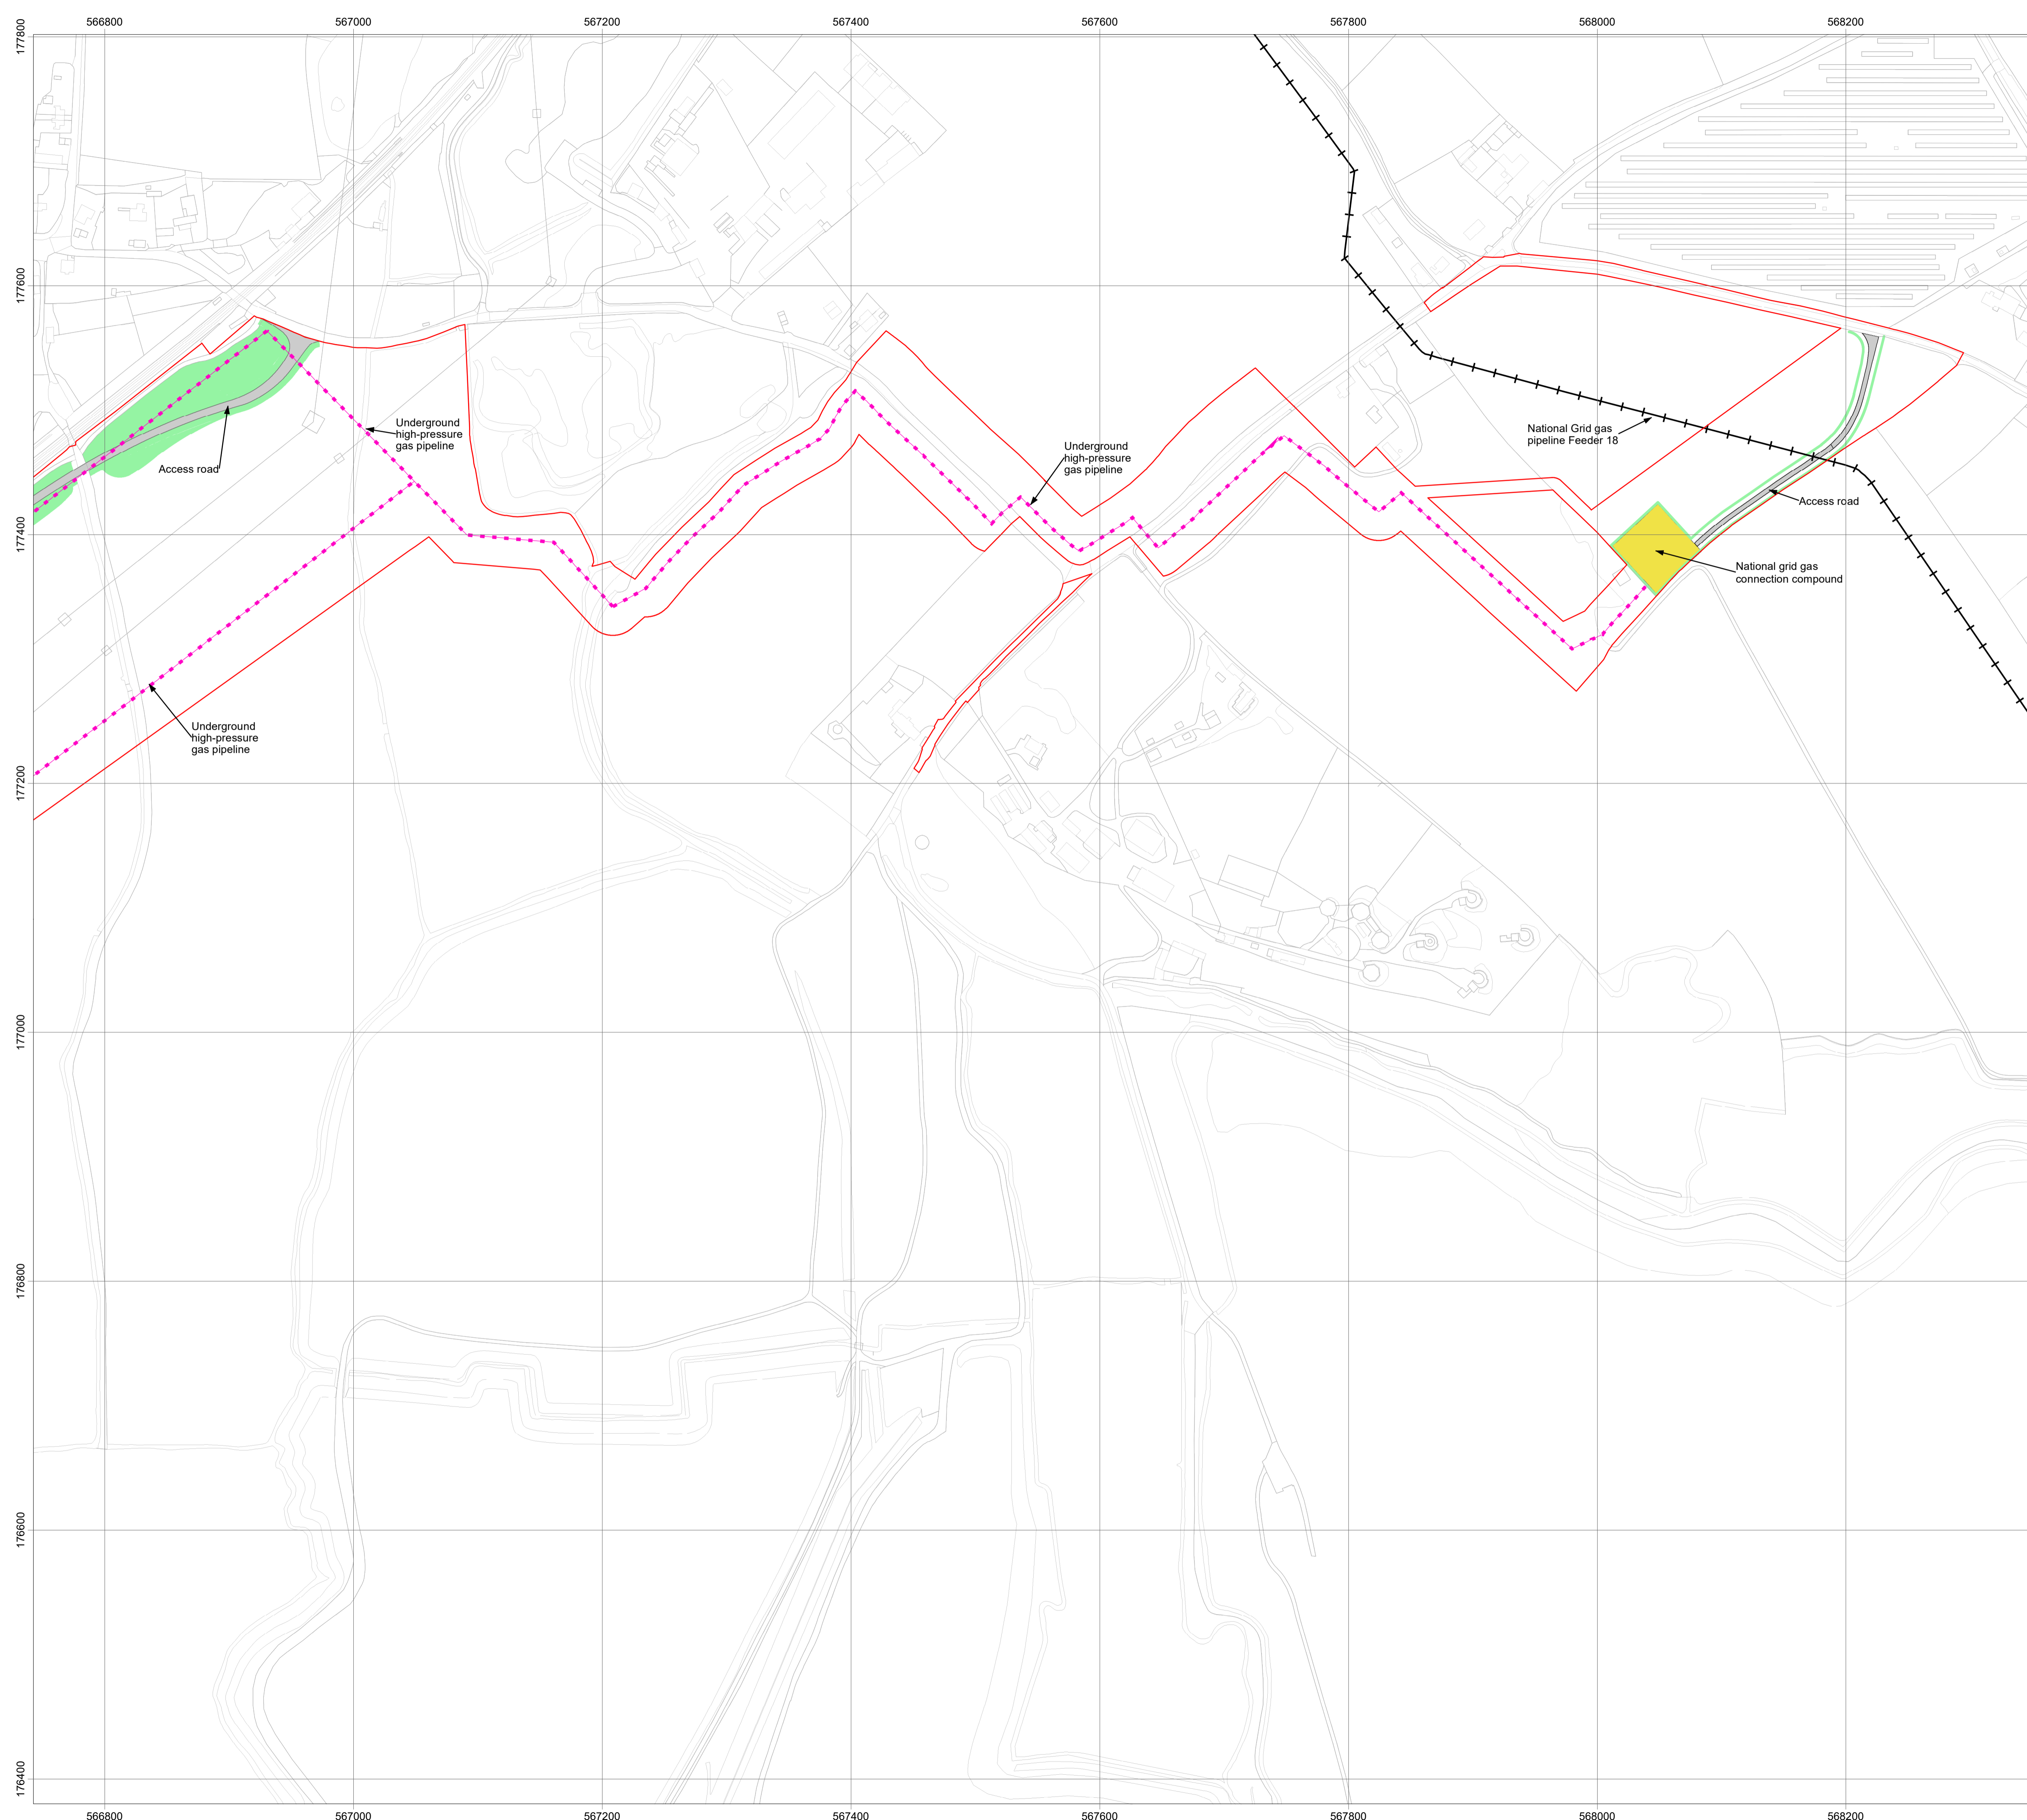 566800 567000 567200 567400 567600 567800 568000 568200
177800
177600
Underground
high-pressure
gas pipeline
National Grid gas
pipeline Feeder 18
Underground
high-pressure
gas pipeline
Access road
Access road
177400
National grid gas
connection compound
Underground
high-pressure
gas pipeline
177200
177000
176800
176600
176400
566800 567000 567200 567400 567600 567800 568000 568200